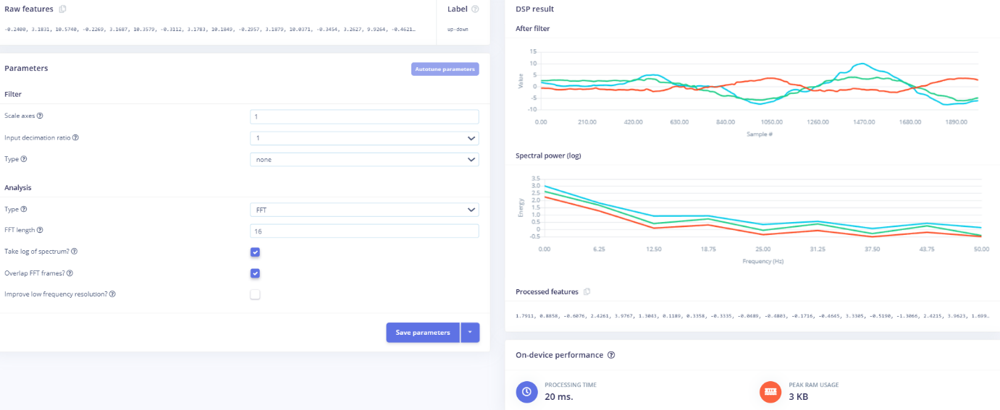 Raw features
-0.2400, 3.1831, 10.5740, -0.2269, 3.1687, 10.3579, -0.3112, 3.1783, 10.1849, -0.2957, 3.1879, 10.0371, -0.3454, 3.2627, 9.9264, -0.4621…
Label
up-down
Parameters
Autotune parameters
Filter
Scale axes
1
Input decimation ratio
1
Type
none
Analysis
Type
FFT
FFT length
16
Take log of spectrum?
Overlap FFT frames?
Improve low frequency resolution?
Save parameters
DSP result
After filter
15
10
5
0
-5
-10
Value
0.00 210.00 420.00 630.00 840.00 1050.00 1260.00 1470.00 1680.00 1890.00
Sample #
Spectral power (log)
3.5
3.0
2.5
2.0
1.5
1.0
0.5
0
-0.5
Energy
0.00 6.25 12.50 18.75 25.00 31.25 37.50 43.75 50.00
Frequency (Hz)
Processed features
1.7911, 0.8858, -0.6076, 2.4261, 3.9767, 1.3043, 0.1189, 0.3358, -0.3335, -0.0489, -0.4803, -0.1716, -0.4645, 3.3305, -0.5190, -1.3066, 2.4215, 3.9623, 1.699…
On-device performance
PROCESSING TIME
20 ms.
PEAK RAM USAGE
3 KB